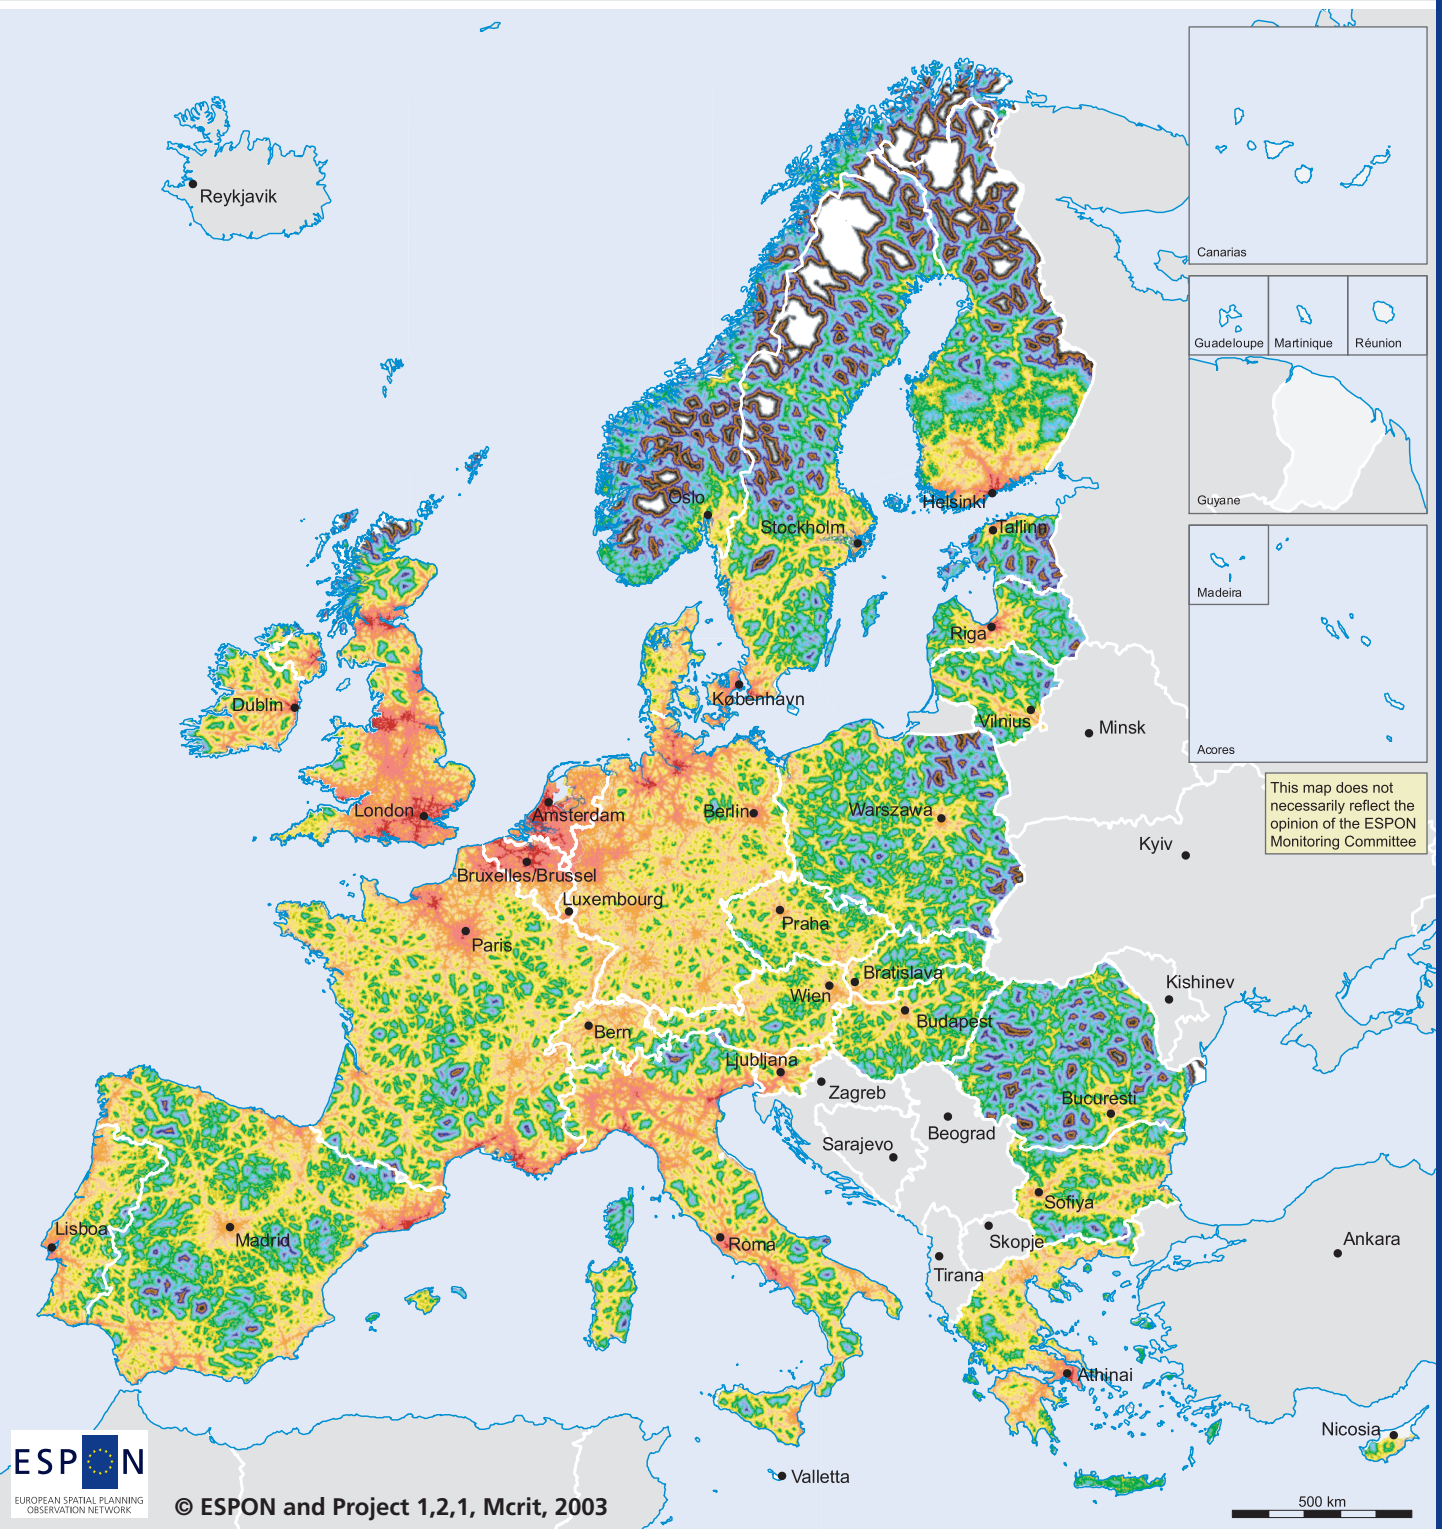 Reykjavik
Canarias
Guadeloupe
Martinique
Réunion
Guyane
Oslo
Helsinki
Stockholm
Tallinn
Madeira
Riga
Dublin
København
Vilnius
Minsk
Acores
This map does not
necessarily reflect the
opinion of the ESPON
Monitoring Committee
London
Amsterdam
Berlin
Warszawa
Kyiv
Bruxelles/Brussel
Luxembourg
Praha
Paris
Bratislava
Kishinev
Wien
Bern
Budapest
Ljubljana
Zagreb
Bucuresti
Beograd
Sarajevo
Sofiya
Lisboa
Madrid
Roma
Skopje
Ankara
Tirana
Athinai
Nicosia
Valletta
ESPON
EUROPEAN SPATIAL PLANNING
OBSERVATION NETWORK
© ESPON and Project 1,2,1, Mcrit, 2003
500 km